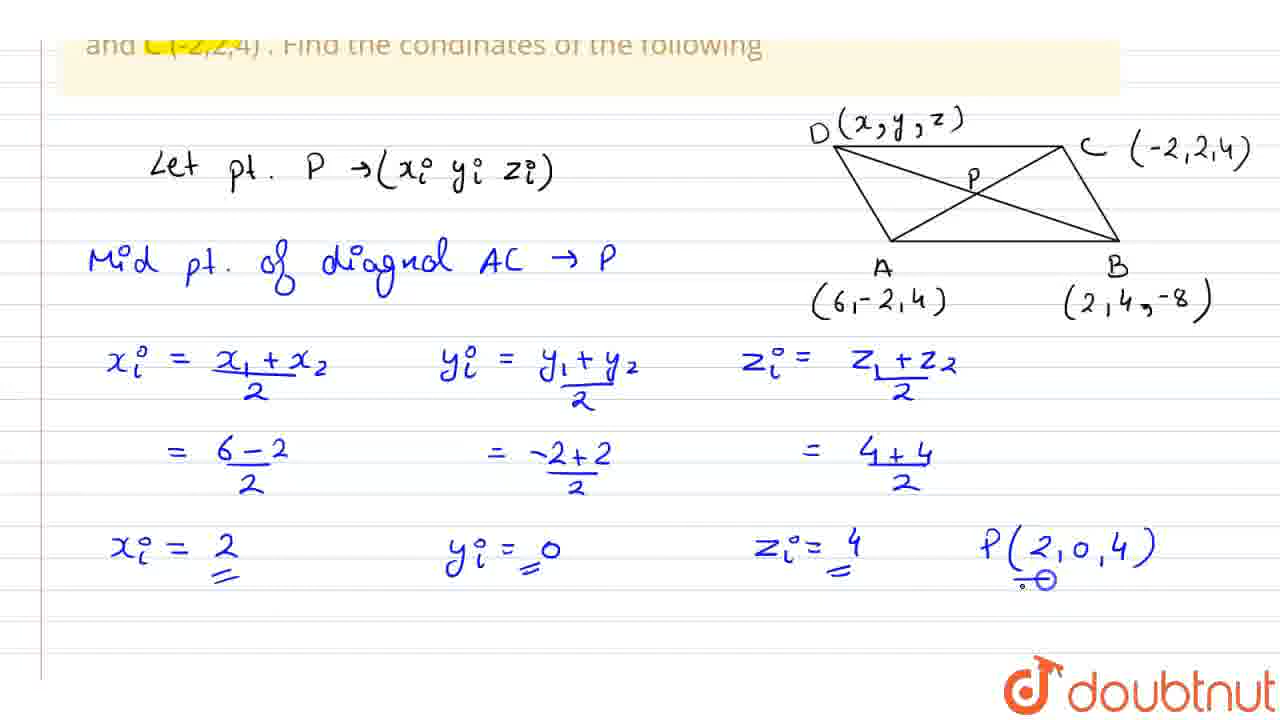 and C (-2,2,4) . Find the condinates of the following
D (x, y, z)
C (-2, 2, 4)
Let pt. P → (xi yi zi)
P
Mid pt. of diagnol AC → P
A
B
(6, -2, 4)
(2, 4, -8)
xi = x1 + x2 / 2 yi = y1 + y2 / 2 zi = z1 + z2 / 2
= 6 - 2 / 2 = -2 + 2 / 2 = 4 + 4 / 2
xi = 2 yi = 0 zi = 4 P(2, 0, 4)
doubtnut